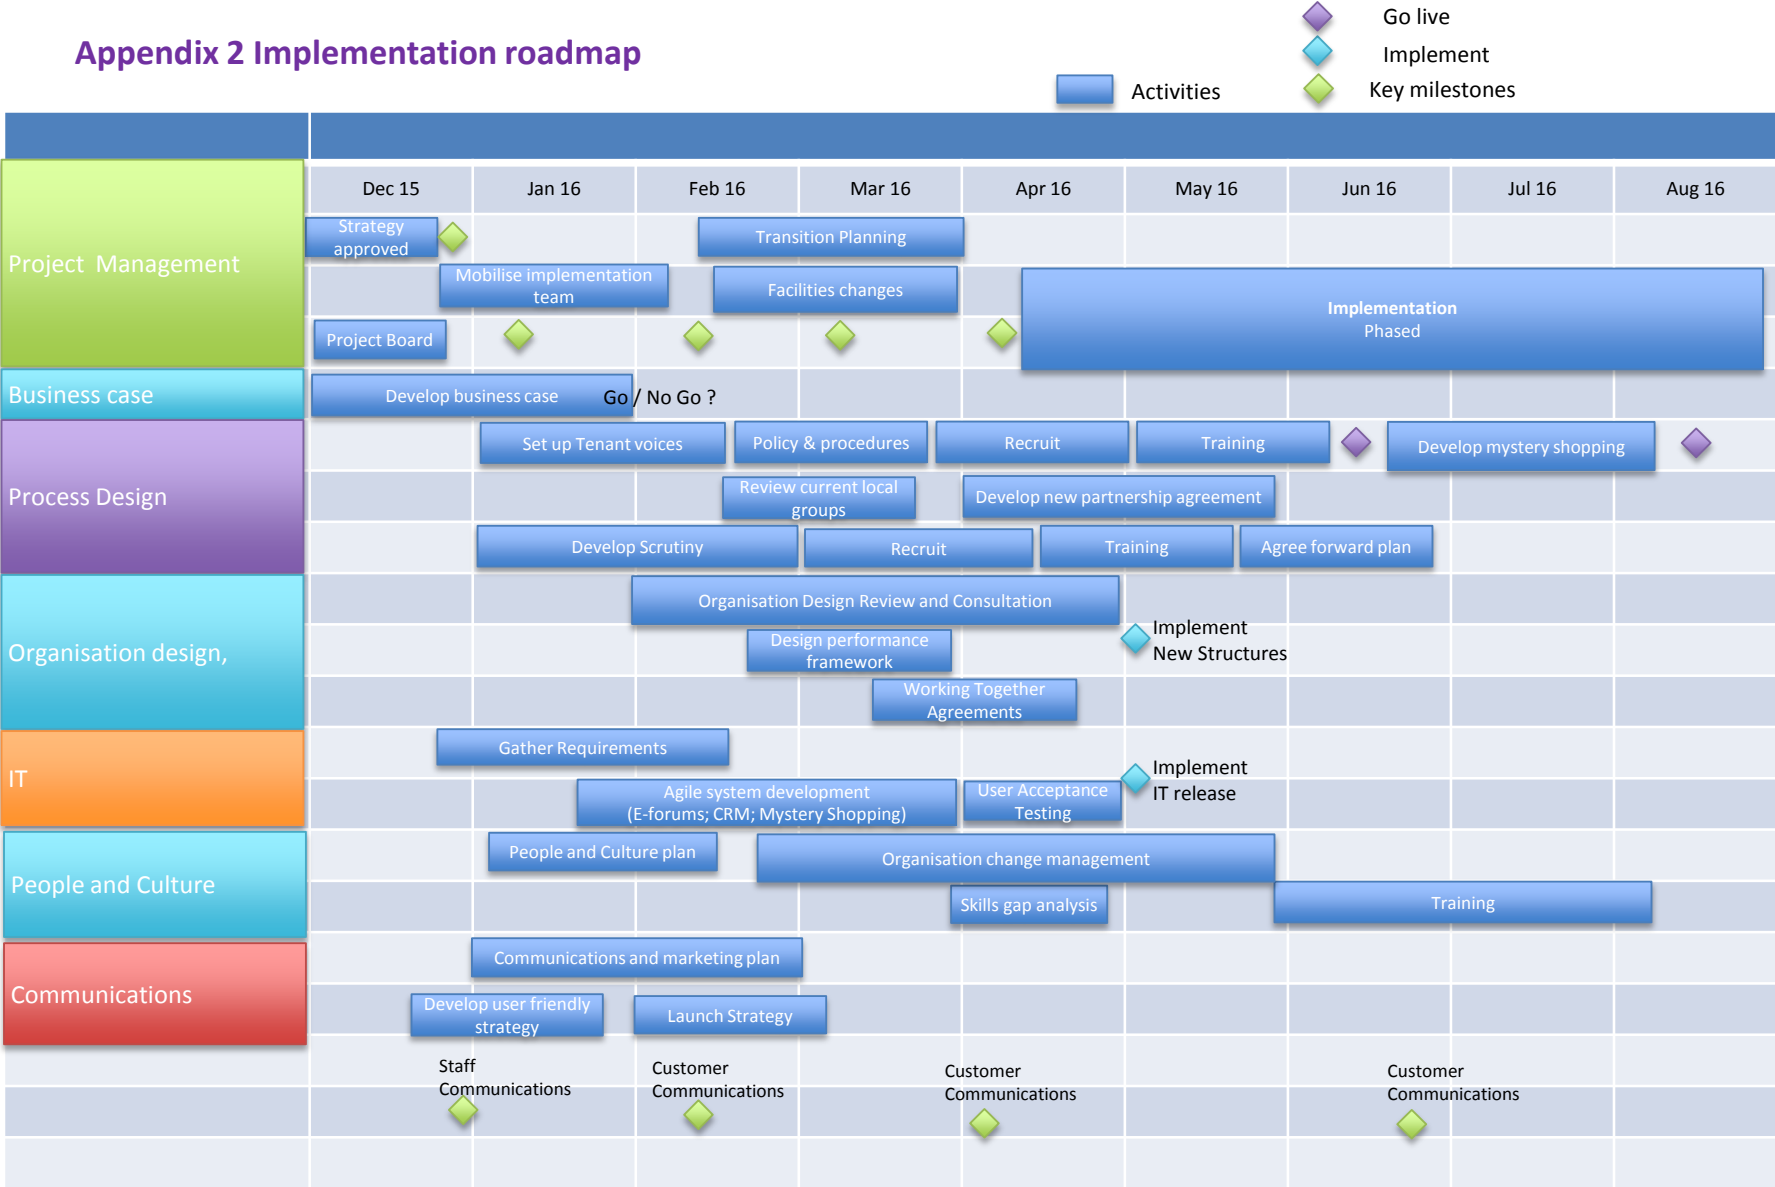 Appendix 2 Implementation roadmap
Go live
Implement
Activities
Key milestones
Dec 15
Jan 16
Feb 16
Mar 16
Apr 16
May 16
Jun 16
Jul 16
Aug 16
Project  Management
Strategy
approved
Transition Planning
Mobilise implementation
team
Facilities changes
Implementation
Phased
Project Board
Business case
Develop business case
Go / No Go ?
Process Design
Set up Tenant voices
Policy & procedures
Recruit
Training
Develop mystery shopping
Review current local
groups
Develop new partnership agreement
Develop Scrutiny
Recruit
Training
Agree forward plan
Organisation design,
Organisation Design Review and Consultation
Design performance
framework
Implement
New Structures
Working Together
Agreements
IT
Gather Requirements
Agile system development
(E-forums; CRM; Mystery Shopping)
User Acceptance
Testing
Implement
IT release
People and Culture
People and Culture plan
Organisation change management
Skills gap analysis
Training
Communications
Communications and marketing plan
Develop user friendly
strategy
Launch Strategy
Staff
Communications
Customer
Communications
Customer
Communications
Customer
Communications